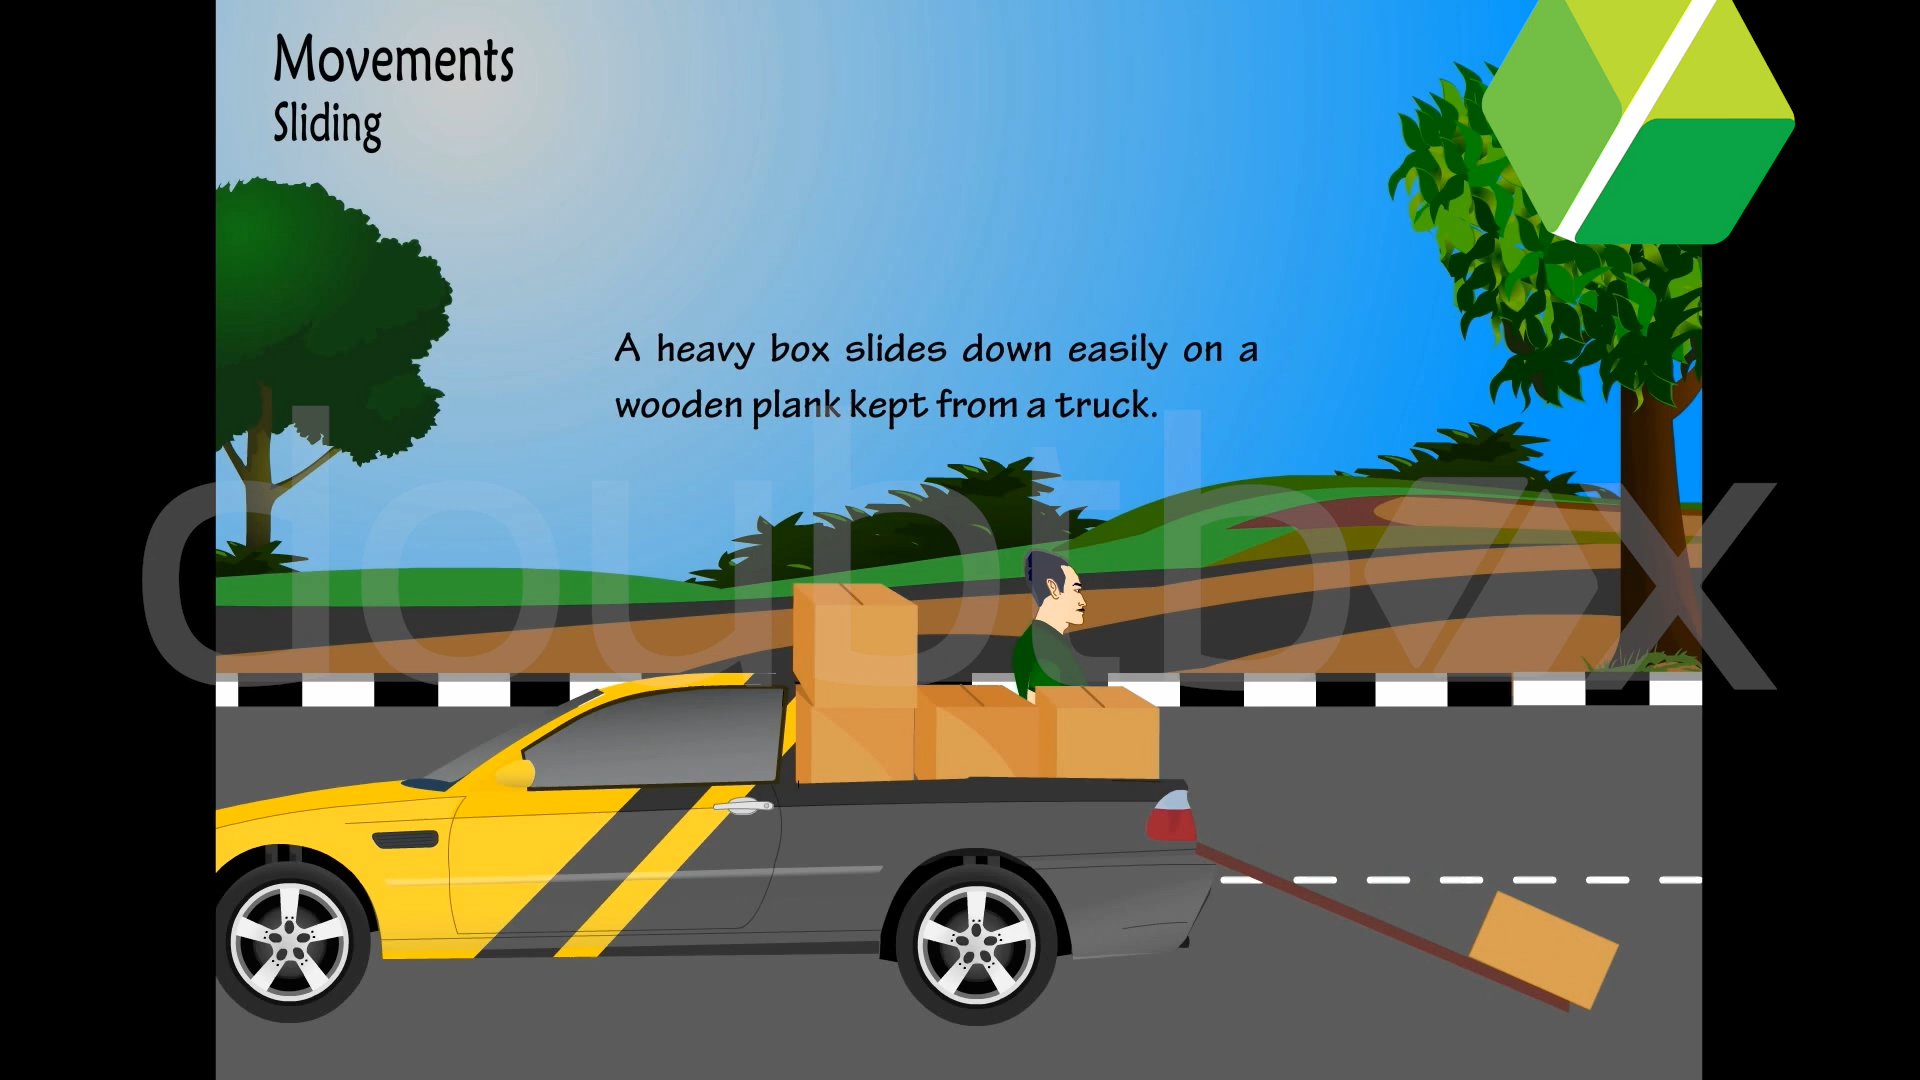 Movements
Sliding
A heavy box slides down easily on a
wooden plank kept from a truck.
doubtbox